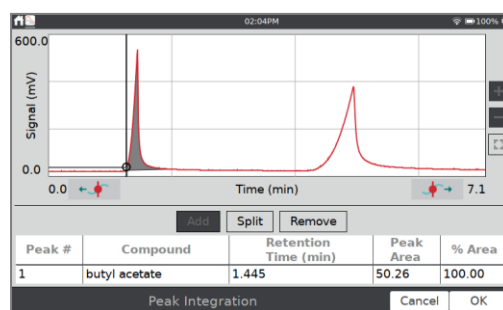 02:04PM 100%
600.0
Signal (mV)
0.0
0.0 Time (min) 7.1
Add Split Remove
Peak # Compound Retention Time (min) Peak Area % Area
1 butyl acetate 1.445 50.26 100.00
Peak Integration Cancel OK